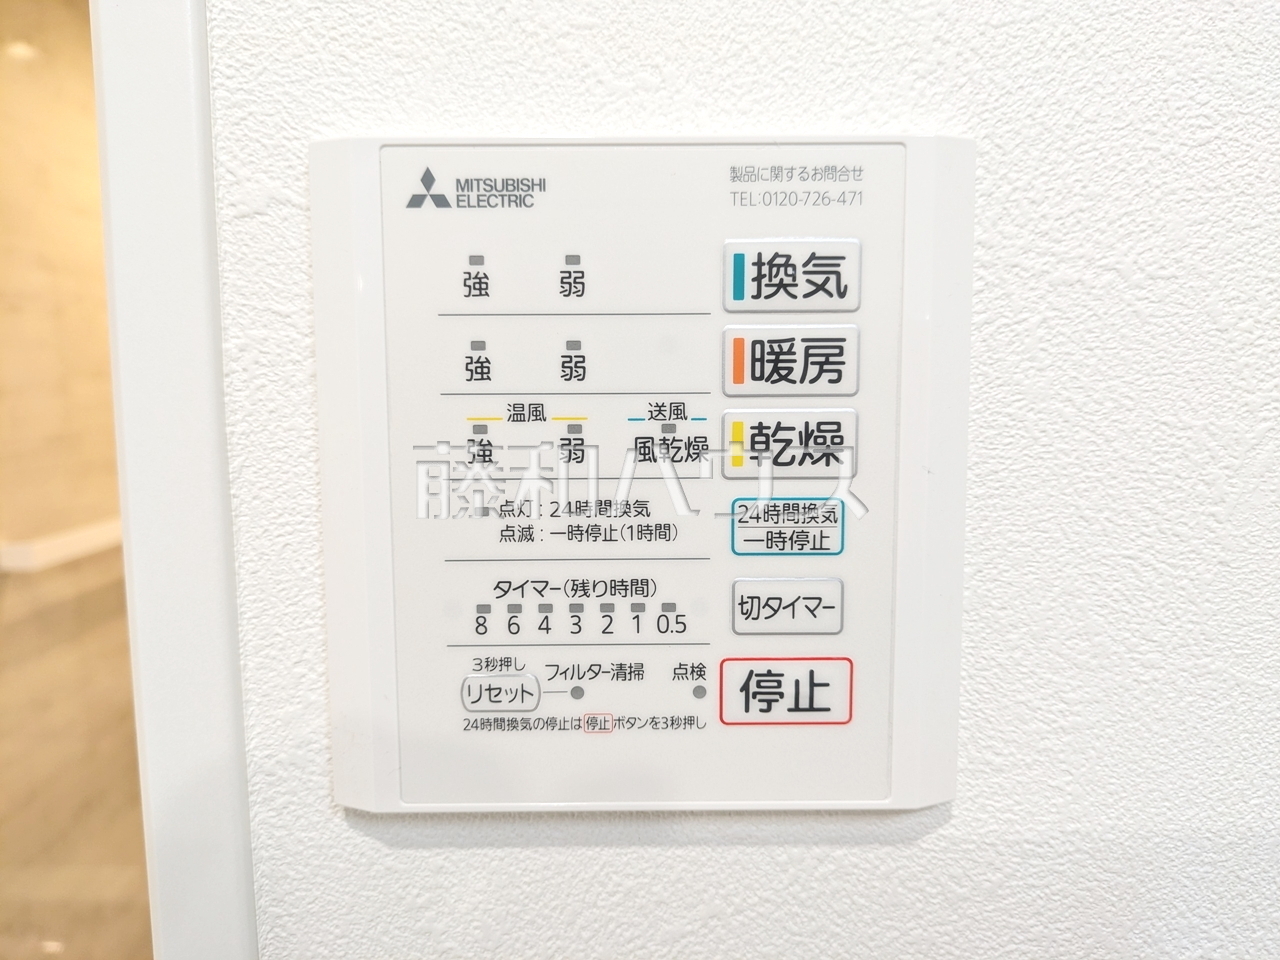 MITSUBISHI
ELECTRIC
製品に関するお問合せ
TEL:0120-726-471
強 弱 換気
強 弱 暖房
温風 送風
強 弱 風乾燥 乾燥
藤和ハウス
点灯:24時間換気
点滅:一時停止(1時間)
24時間換気
一時停止
タイマー(残り時間)
8 6 4 3 2 1 0.5
切タイマー
3秒押し
リセット フィルター清掃 点検
停止
24時間換気の停止は停止ボタンを3秒押し